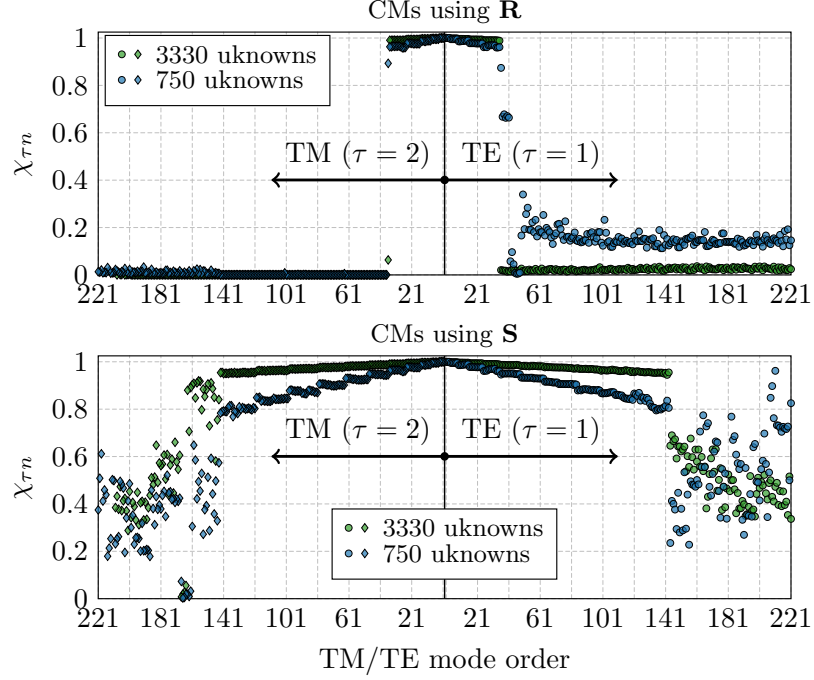 CMs using R
1
0.8
0.6
0.4
0.2
0
χτn
3330 uknowns
750 uknowns
TM (τ = 2)
TE (τ = 1)
221 181 141 101 61 21 21 61 101 141 181 221
CMs using S
1
0.8
0.6
0.4
0.2
0
χτn
TM (τ = 2)
TE (τ = 1)
3330 uknowns
750 uknowns
221 181 141 101 61 21 21 61 101 141 181 221
TM/TE mode order